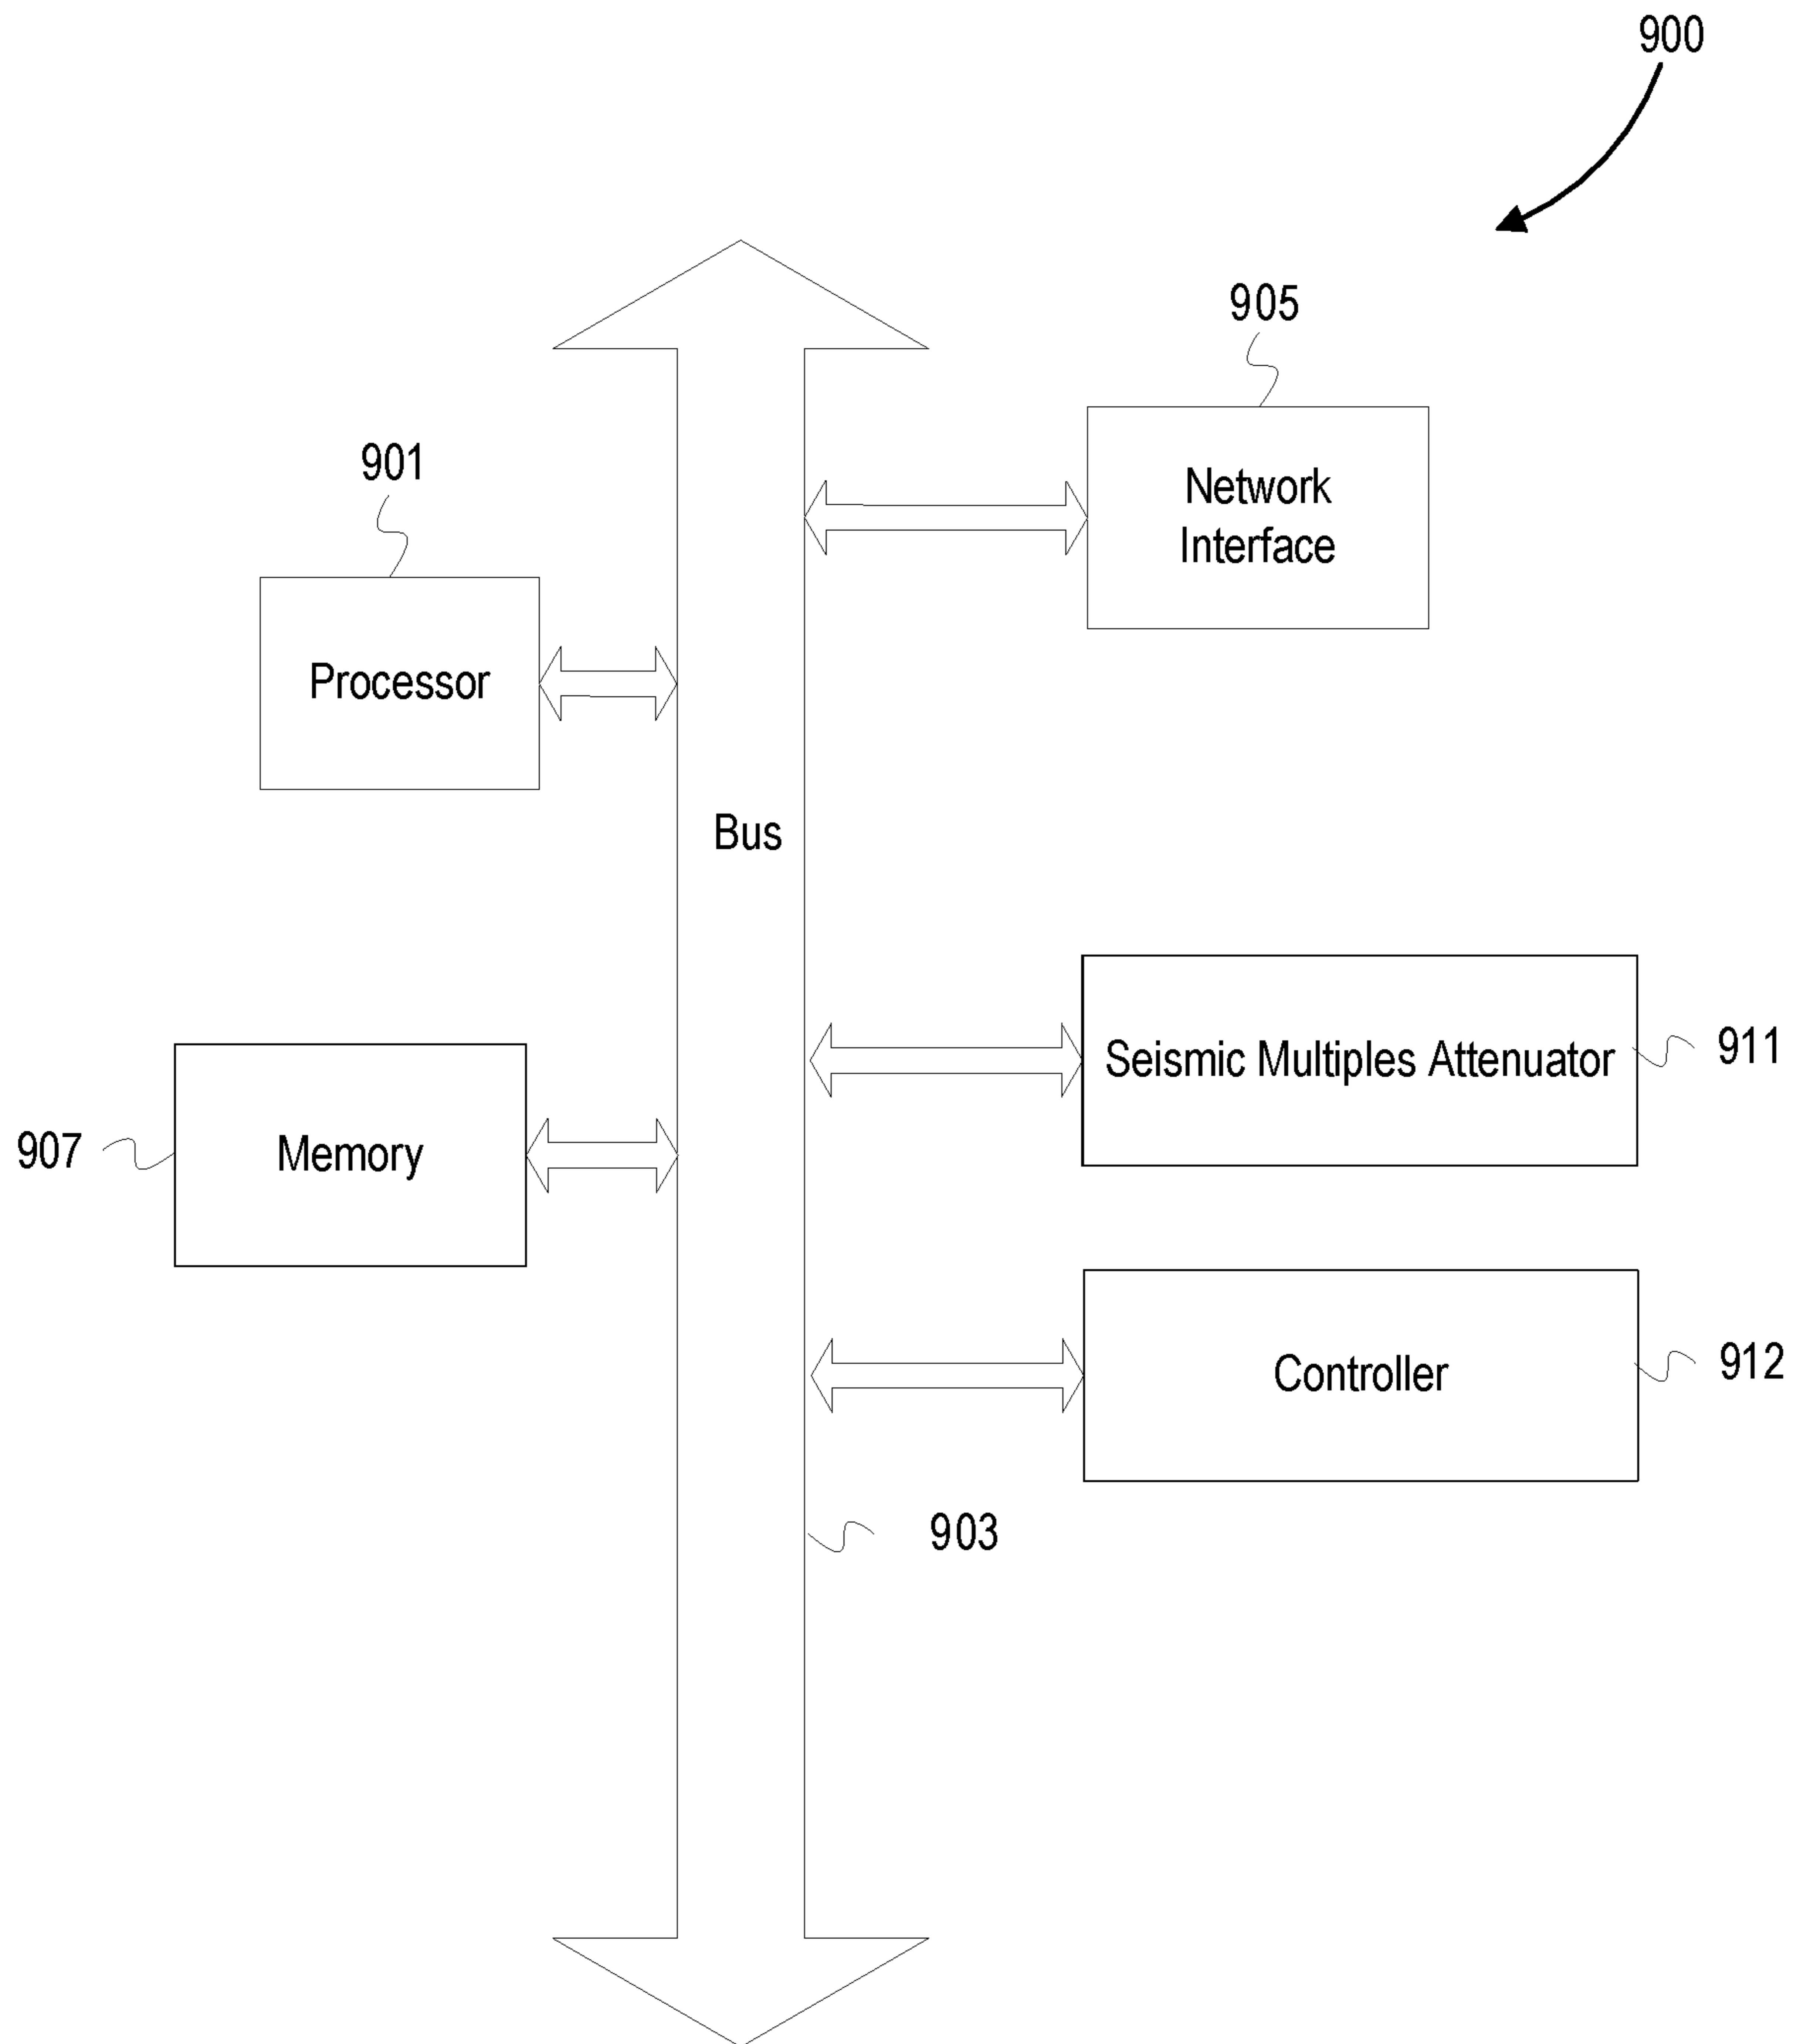 900
905
Network
Interface
901
Processor
Bus
Seismic Multiples Attenuator
911
907
Memory
Controller
912
903